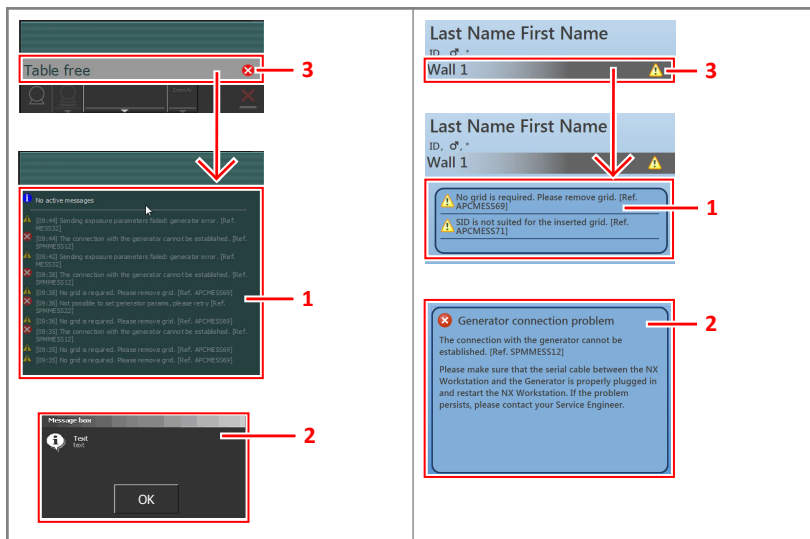 Table free
3
No active messages
[09:44] Sending exposure parameters failed: generator error. [Ref.
MESS32]
[09:44] The connection with the generator cannot be established. [Ref.
SPMMESS12]
[09:42] Sending exposure parameters failed: generator error. [Ref.
MESS32]
[09:38] The connection with the generator cannot be established. [Ref.
SPMMESS12]
[09:38] No grid is required. Please remove grid. [Ref. APCMESS69]
[09:36] Not possible to set generator params, please retry [Ref.
SPMMESS22]
[09:36] No grid is required. Please remove grid. [Ref. APCMESS69]
[09:35] The connection with the generator cannot be established. [Ref.
SPMMESS12]
[09:35] No grid is required. Please remove grid. [Ref. APCMESS69]
[09:35] No grid is required. Please remove grid. [Ref. APCMESS69]
1
Message box
Text
text
OK
2
Last Name First Name
ID, ♂, *
Wall 1
3
Last Name First Name
ID, ♂, *
Wall 1
No grid is required. Please remove grid. [Ref.
APCMESS69]
SID is not suited for the inserted grid. [Ref.
APCMESS71]
1
Generator connection problem
The connection with the generator cannot be
established. [Ref. SPMMESS12]
Please make sure that the serial cable between the NX
Workstation and the Generator is properly plugged in
and restart the NX Workstation. If the problem
persists, please contact your Service Engineer.
2